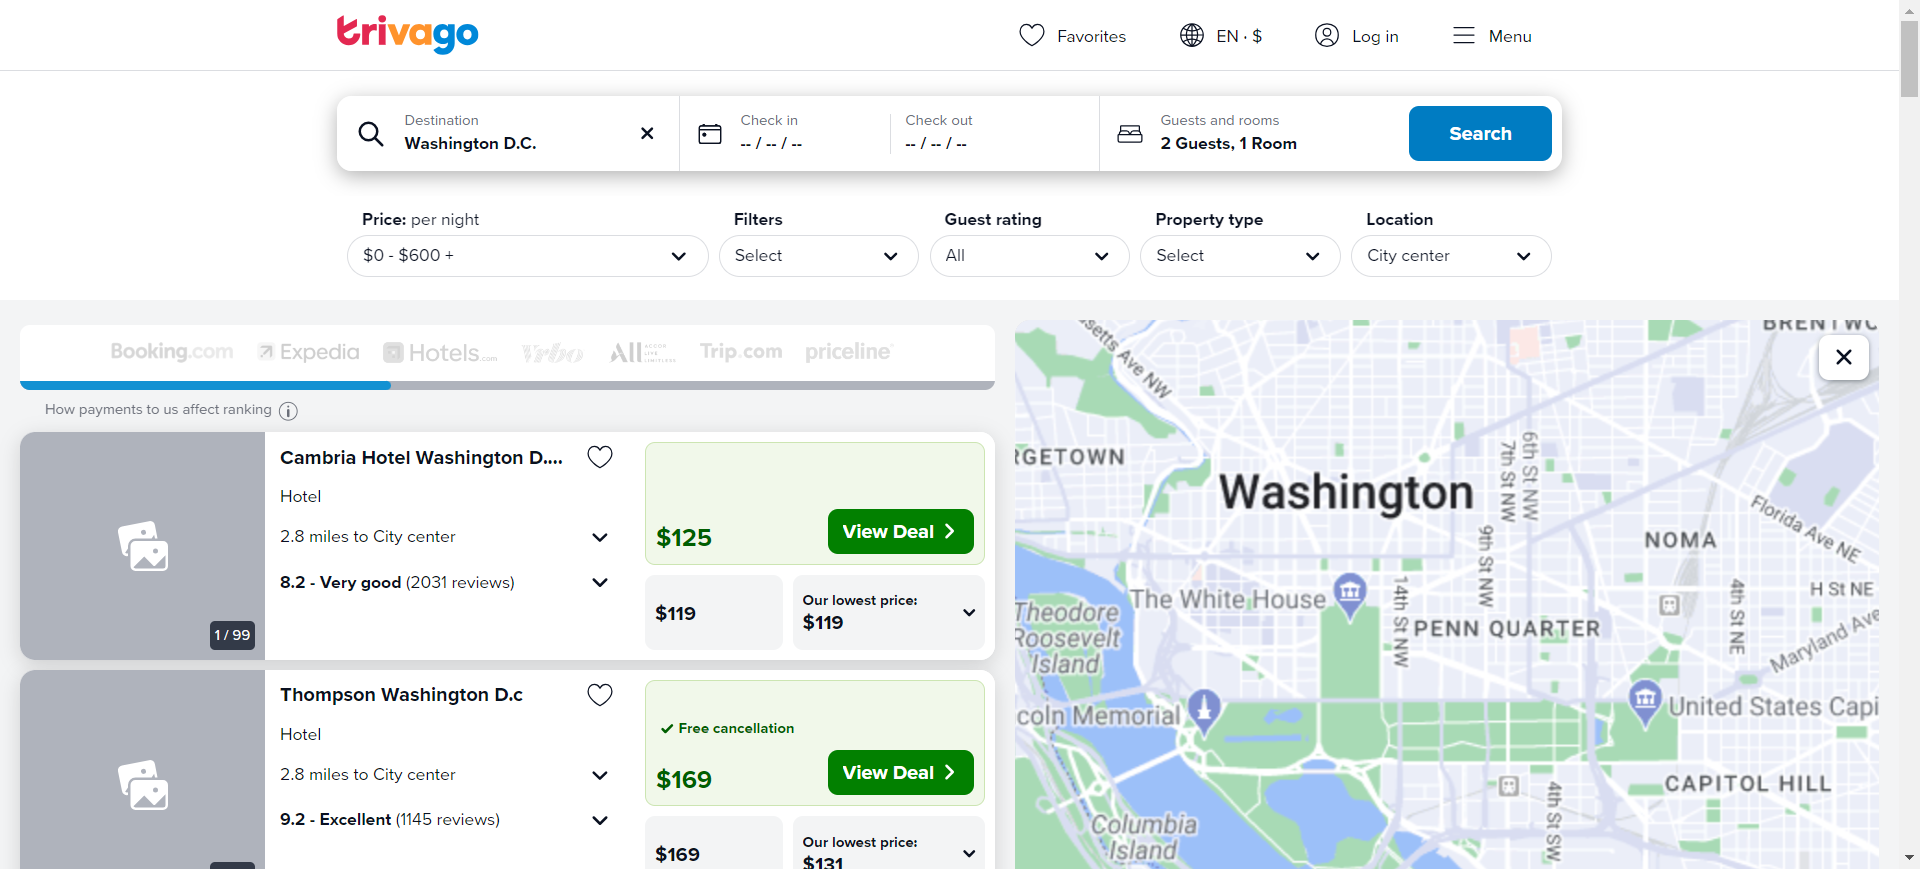 trivago
Favorites
EN · $
Log in
Menu
Destination
Washington D.C.
Check in
-- / -- / --
Check out
-- / -- / --
Guests and rooms
2 Guests, 1 Room
Search
Price: per night
$0 - $600 +
Filters
Select
Guest rating
All
Property type
Select
Location
City center
Booking.com
Expedia
Hotels.com
Vrbo
ALL ACCOR LIVE LIMITLESS
Trip.com
priceline
How payments to us affect ranking
Cambria Hotel Washington D....
Hotel
2.8 miles to City center
8.2 - Very good (2031 reviews)
1 / 99
$125
View Deal
$119
Our lowest price:
$119
Thompson Washington D.c
Hotel
2.8 miles to City center
9.2 - Excellent (1145 reviews)
Free cancellation
$169
View Deal
$169
Our lowest price:
$131
BRENTWO
setts Ave NW
RGETOWN
Washington
7th St NW
6th St NW
Florida Ave NE
NOMA
9th St NW
The White House
14th St NW
H St NE
4th St NE
Maryland Ave
PENN QUARTER
Theodore
Roosevelt
Island
coln Memorial
United States Capi
CAPITOL HILL
4th St SW
Columbia
Island